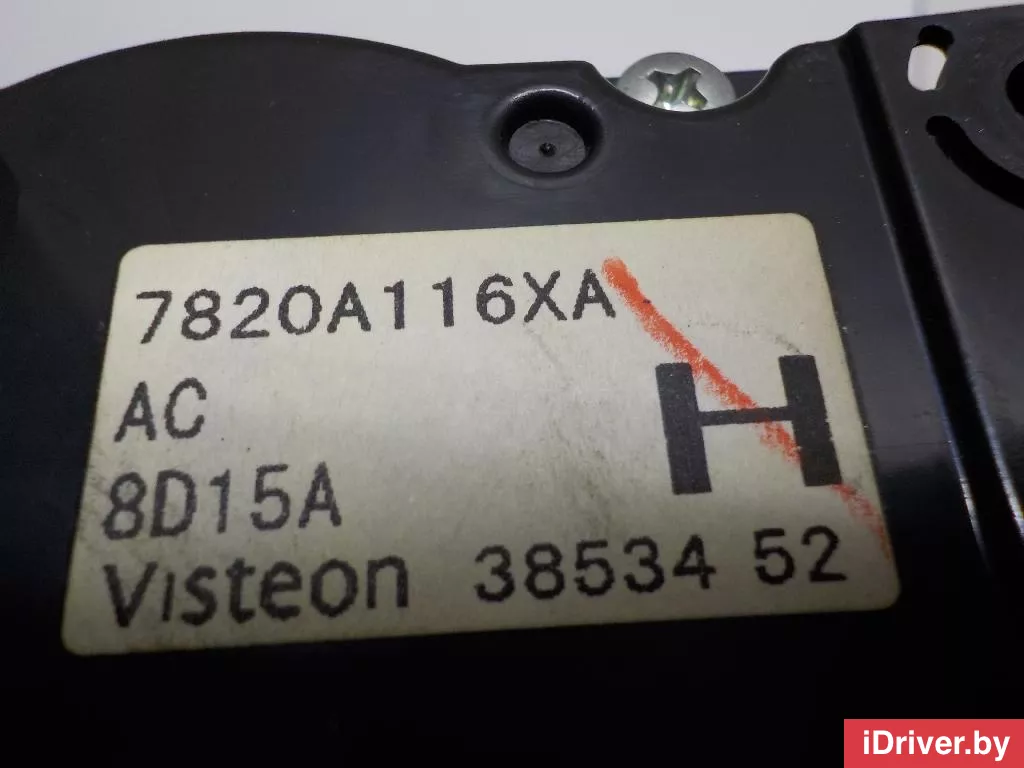 7820A116XA
AC
H
8D15A
Visteon 38534 52
iDriver.by